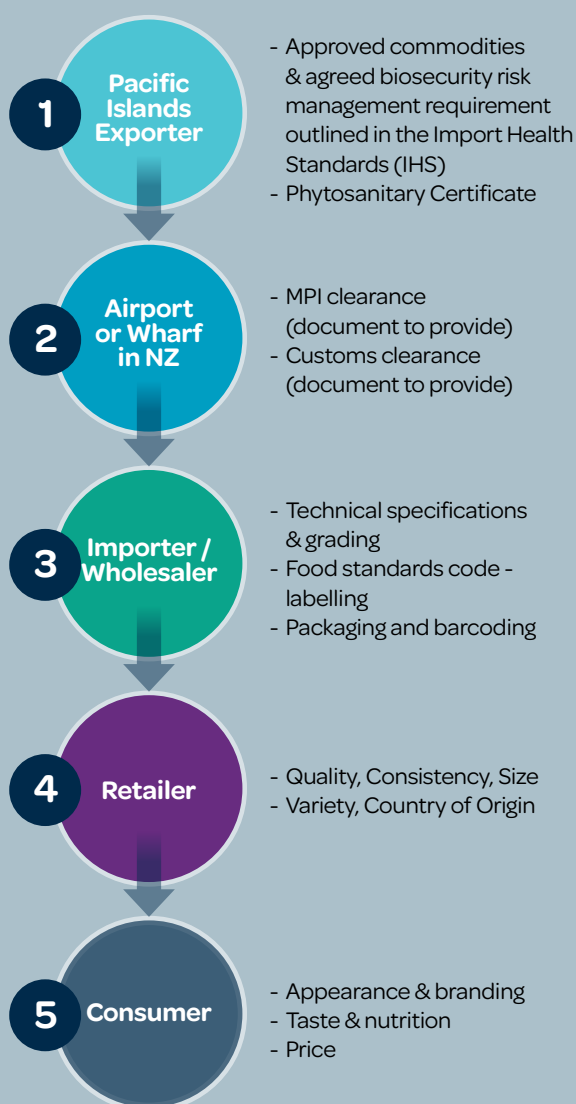 1
Pacific
Islands
Exporter
- Approved commodities
& agreed biosecurity risk
management requirement
outlined in the Import Health
Standards (IHS)
- Phytosanitary Certificate
2
Airport
or Wharf
in NZ
- MPI clearance
(document to provide)
- Customs clearance
(document to provide)
3
Importer /
Wholesaler
- Technical specifications
& grading
- Food standards code -
labelling
- Packaging and barcoding
4
Retailer
- Quality, Consistency, Size
- Variety, Country of Origin
5
Consumer
- Appearance & branding
- Taste & nutrition
- Price